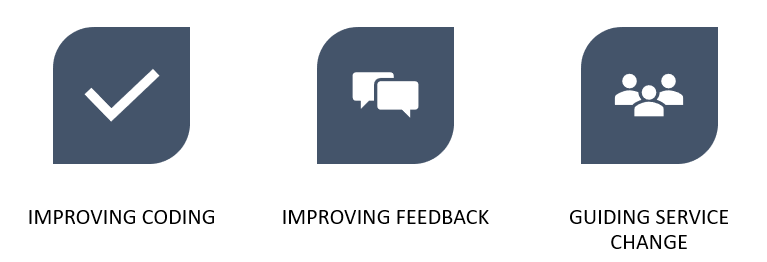 IMPROVING CODING
IMPROVING FEEDBACK
GUIDING SERVICE
CHANGE